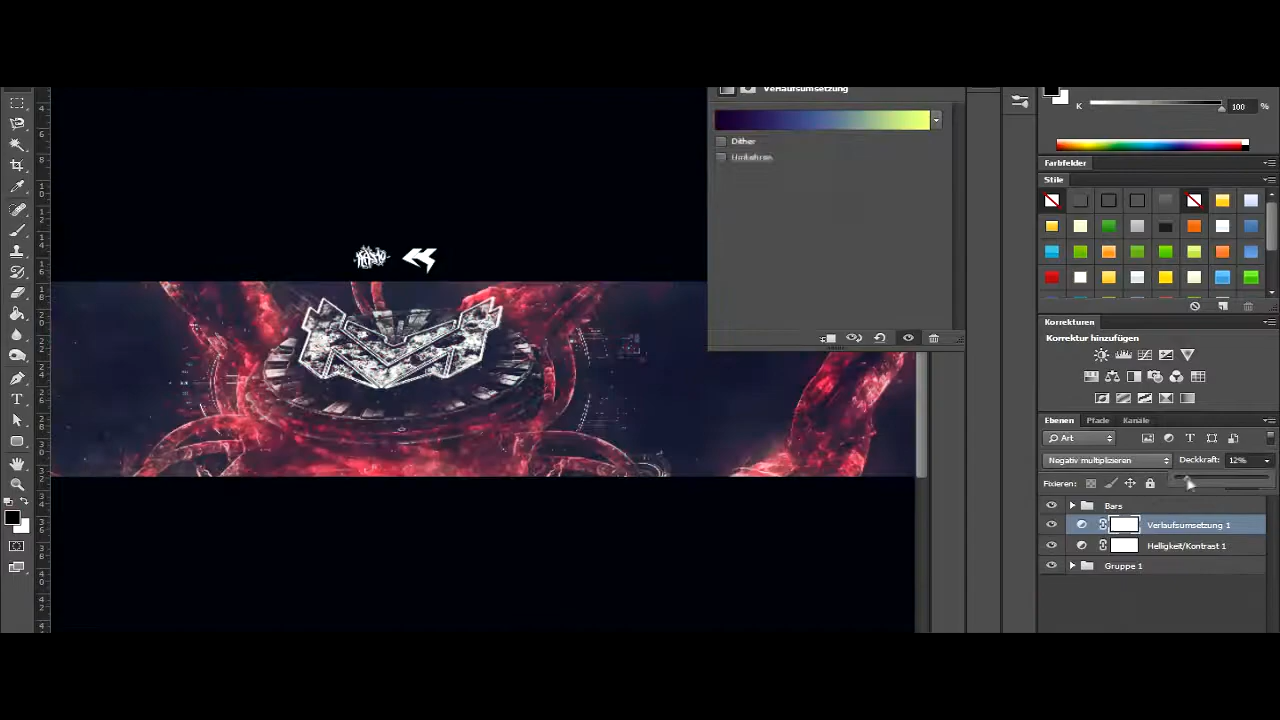 Verlaufsumsetzung
Dither
Umkehren
K 100 %
Farbfelder
Stile
Korrekturen
Korrektur hinzufügen
Ebenen Pfade Kanäle
Art
Negativ multiplizieren Deckkraft: 12%
Fixieren:
Bars
Verlaufsumsetzung 1
Helligkeit/Kontrast 1
Gruppe 1